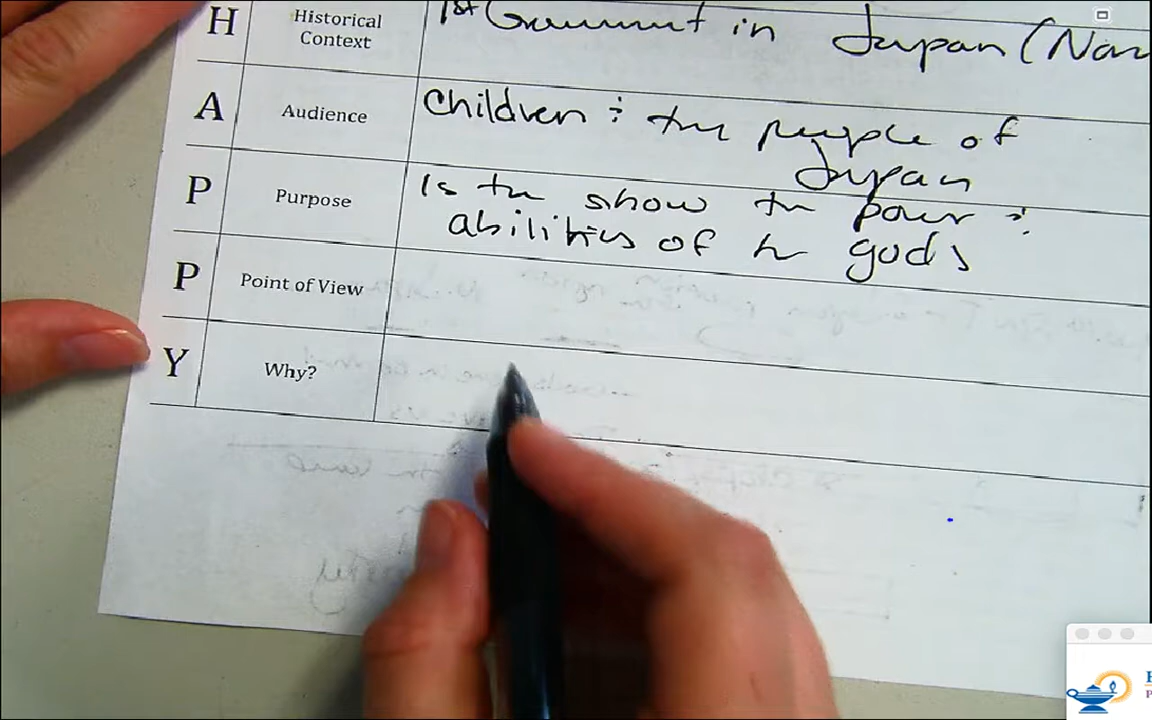 H Historical Context 1st Government in Japan (Nar
A Audience Children & the people of Japan
P Purpose Is the show the power & abilities of the gods
P Point of View
Y Why?